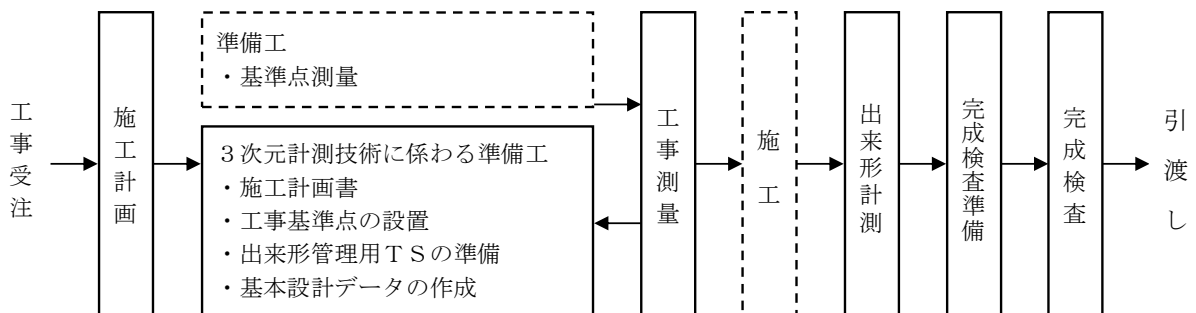 工事受注
施工計画
準備工
・基準点測量
３次元計測技術に係わる準備工
・施工計画書
・工事基準点の設置
・出来形管理用ＴＳの準備
・基本設計データの作成
工事測量
施工
出来形計測
完成検査準備
完成検査
引渡し